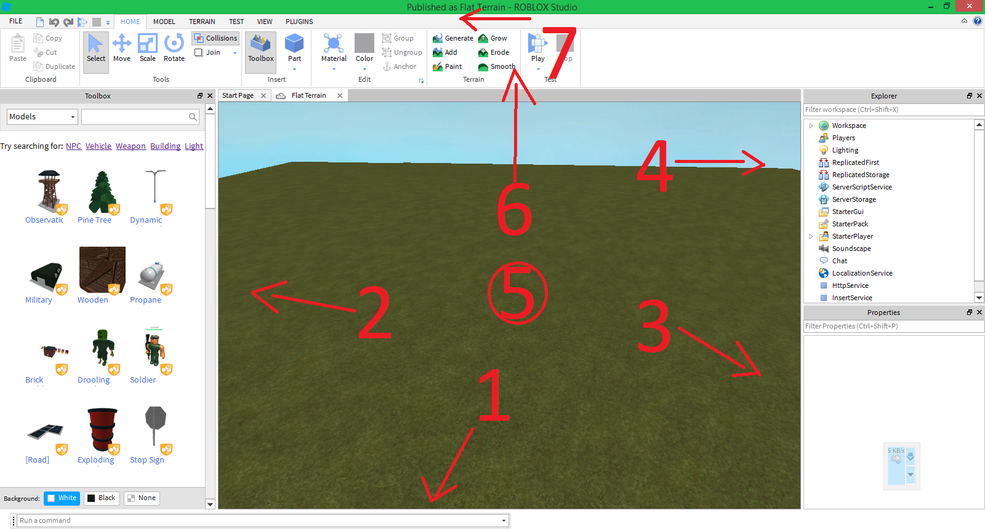 Published as Flat Terrain - ROBLOX Studio
FILE HOME MODEL TERRAIN TEST VIEW PLUGINS
Paste Copy Cut Duplicate
Clipboard
Select Move Scale Rotate Collisions Join
Tools
Toolbox Part
Insert
Material Color Group Ungroup Anchor
Edit
Generate Add Paint Grow Erode Smooth
Terrain
Play
7
Toolbox
Models
Try searching for: NPC Vehicle Weapon Building Light
Observatic Pine Tree Dynamic
Military Wooden Propane
Brick Drooling Soldier
[Road] Exploding Stop Sign
Background: White Black None
Run a command
Start Page Flat Terrain
4
6
5
2
3
1
Explorer
Filter workspace (Ctrl+Shift+X)
Workspace
Players
Lighting
ReplicatedFirst
ReplicatedStorage
ServerScriptService
ServerStorage
StarterGui
StarterPack
StarterPlayer
Soundscape
Chat
LocalizationService
HttpService
InsertService
Properties
Filter Properties (Ctrl+Shift+P)